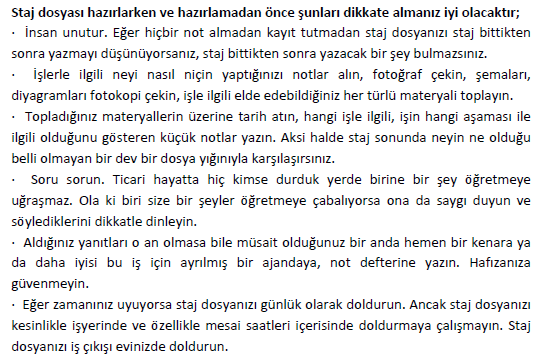 Staj dosyası hazırlarken ve hazırlamadan önce şunları dikkate almanız iyi olacaktır;
· İnsan unutur. Eğer hiçbir not almadan kayıt tutmadan staj dosyanızı staj bittikten
sonra yazmayı düşünüyorsanız, staj bittikten sonra yazacak bir şey bulmazsınız.
· İşlerle ilgili neyi nasıl niçin yaptığınızı notlar alın, fotoğraf çekin, şemaları,
diyagramları fotokopi çekin, işle ilgili elde edebildiğiniz her türlü materyali toplayın.
· Topladığınız materyallerin üzerine tarih atın, hangi işle ilgili, işin hangi aşaması ile
ilgili olduğunu gösteren küçük notlar yazın. Aksi halde staj sonunda neyin ne olduğu
belli olmayan bir dev bir dosya yığınıyla karşılaşırsınız.
· Soru sorun. Ticari hayatta hiç kimse durduk yerde birine bir şey öğretmeye
uğraşmaz. Ola ki biri size bir şeyler öğretmeye çabalıyorsa ona da saygı duyun ve
söylediklerini dikkatle dinleyin.
· Aldığınız yanıtları o an olmasa bile müsait olduğunuz bir anda hemen bir kenara ya
da daha iyisi bu iş için ayrılmış bir ajandaya, not defterine yazın. Hafızanıza
güvenmeyin.
· Eğer zamanınız uyuyorsa staj dosyanızı günlük olarak doldurun. Ancak staj dosyanızı
kesinlikle işyerinde ve özellikle mesai saatleri içerisinde doldurmaya çalışmayın. Staj
dosyanızı iş çıkışı evinizde doldurun.